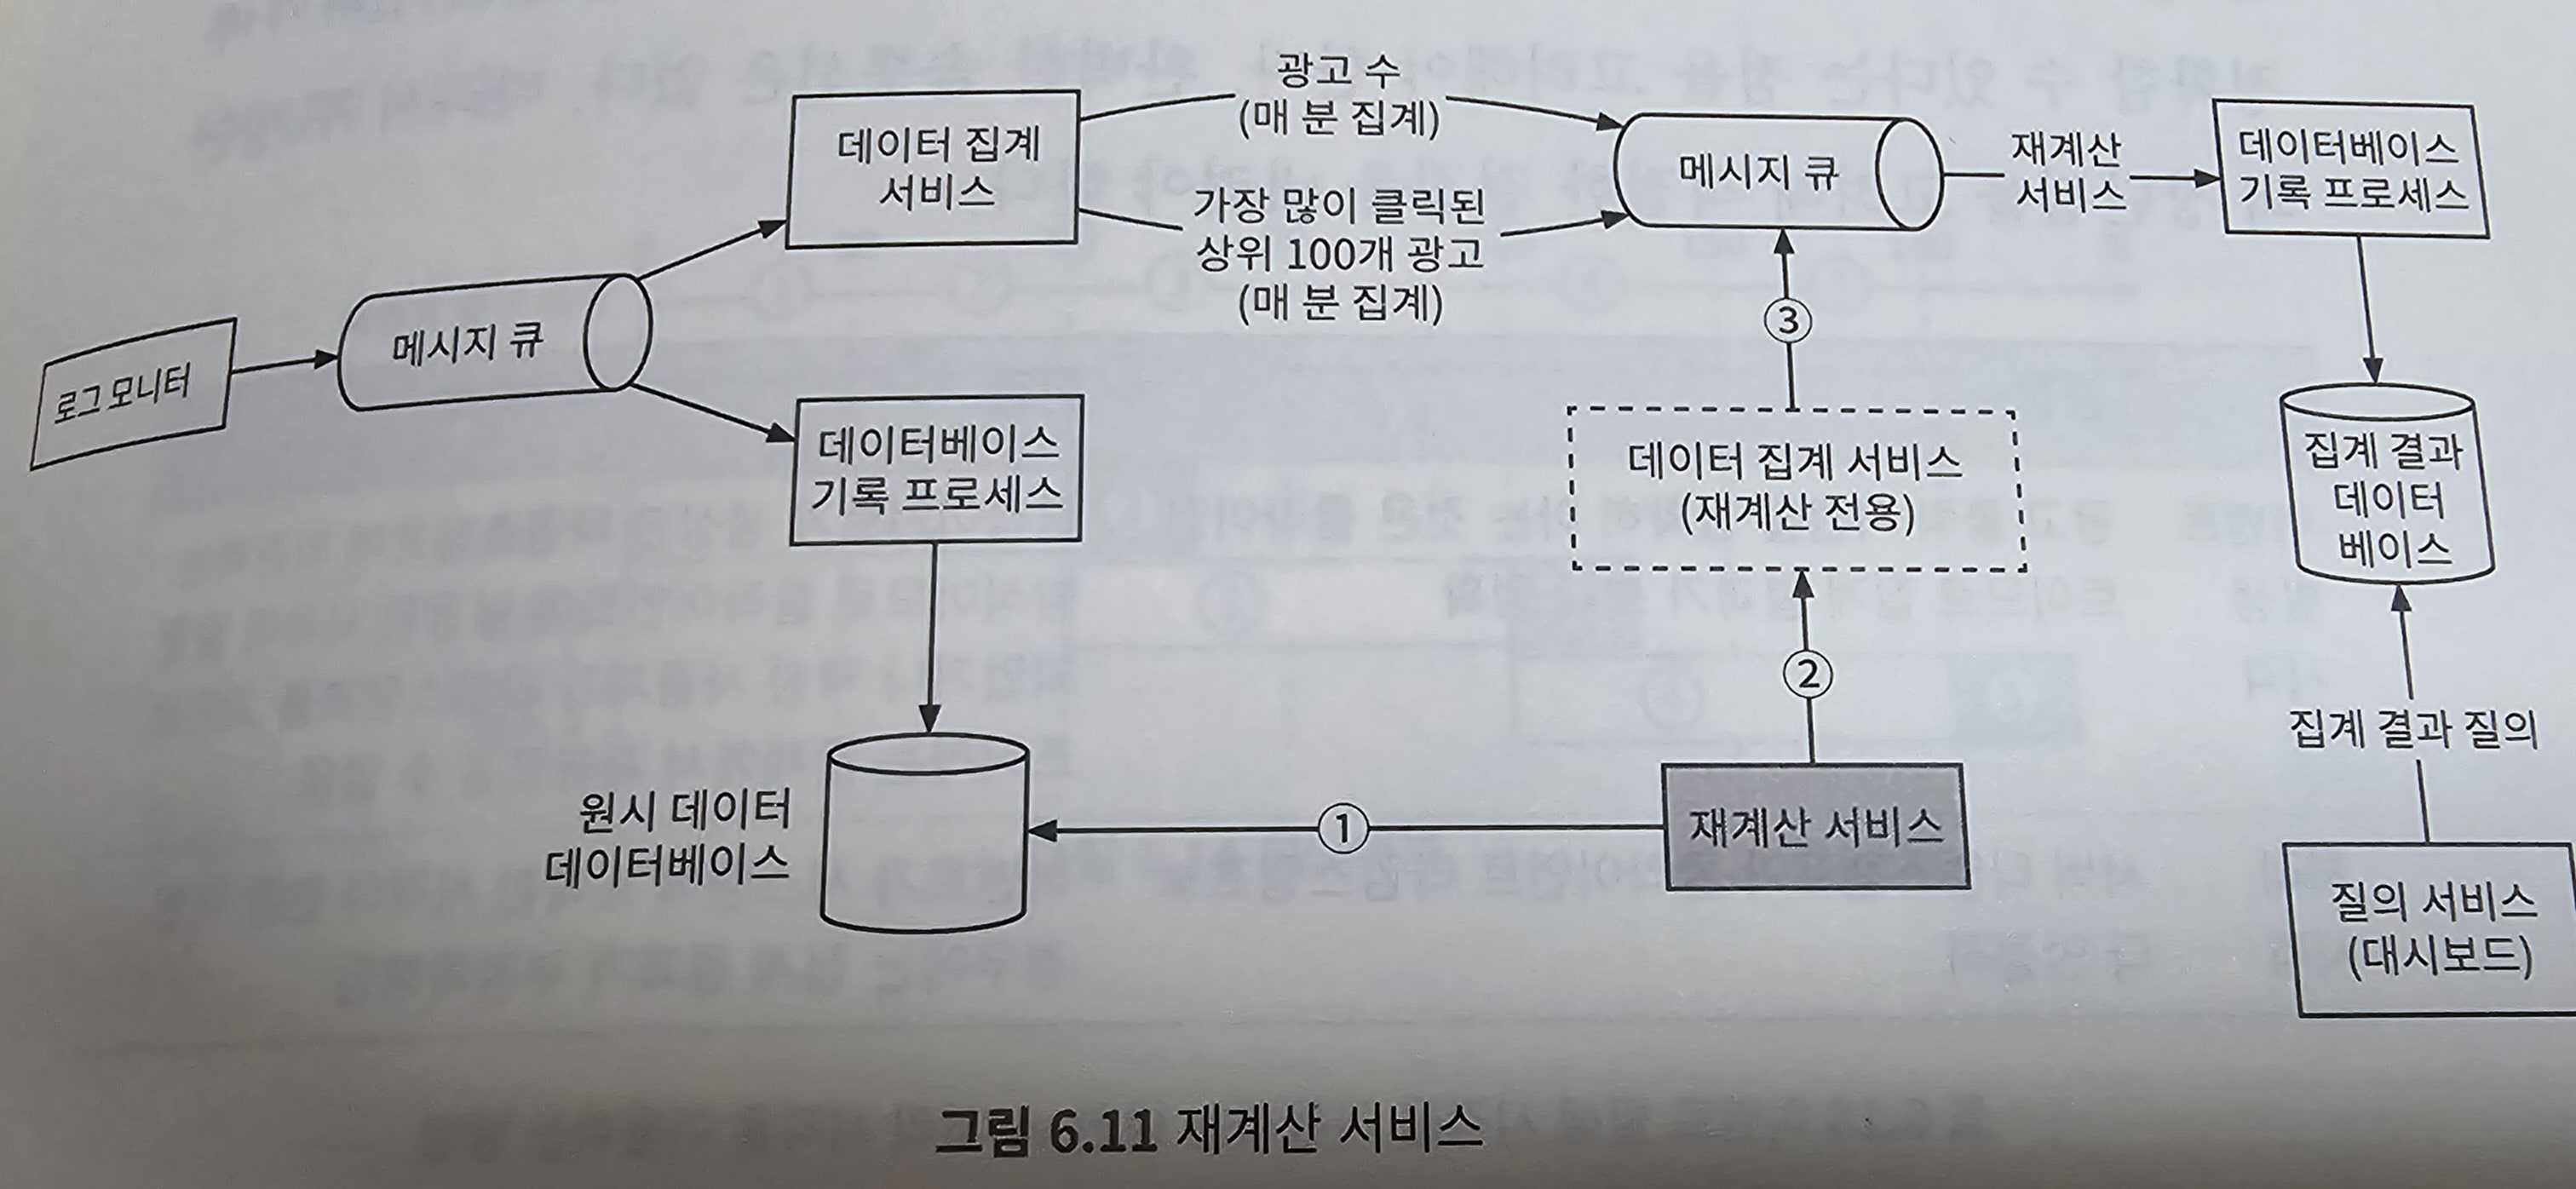 광고 수
(매 분 집계)
데이터 집계
서비스
메시지 큐
재계산
서비스
데이터베이스
기록 프로세스
가장 많이 클릭된
상위 100개 광고
(매 분 집계)
로그 모니터
메시지 큐
③
데이터베이스
기록 프로세스
데이터 집계 서비스
(재계산 전용)
집계 결과
데이터
베이스
②
집계 결과 질의
원시 데이터
데이터베이스
①
재계산 서비스
질의 서비스
(대시보드)
그림 6.11 재계산 서비스